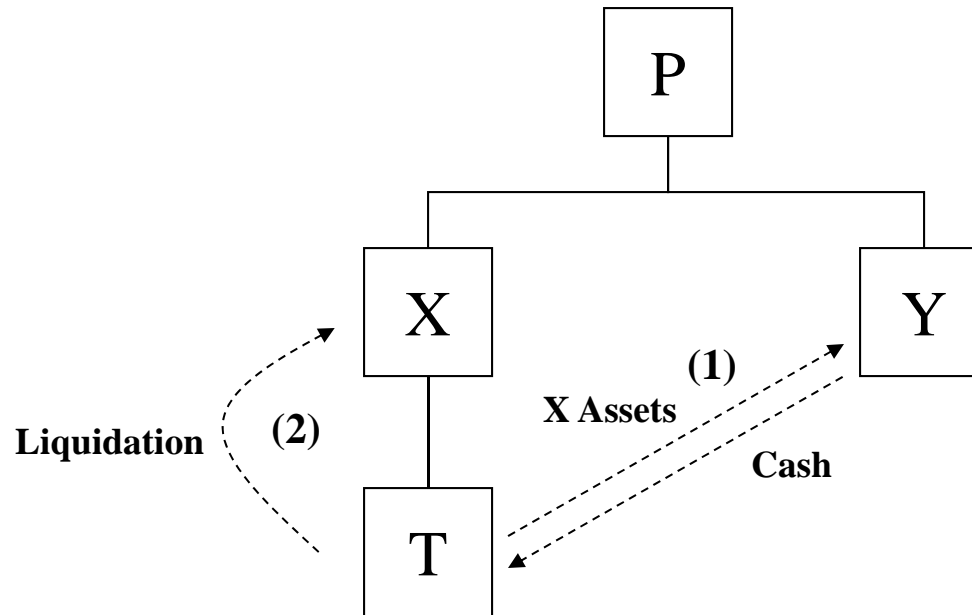 P
X
Y
(1)
X Assets
Liquidation
(2)
Cash
T